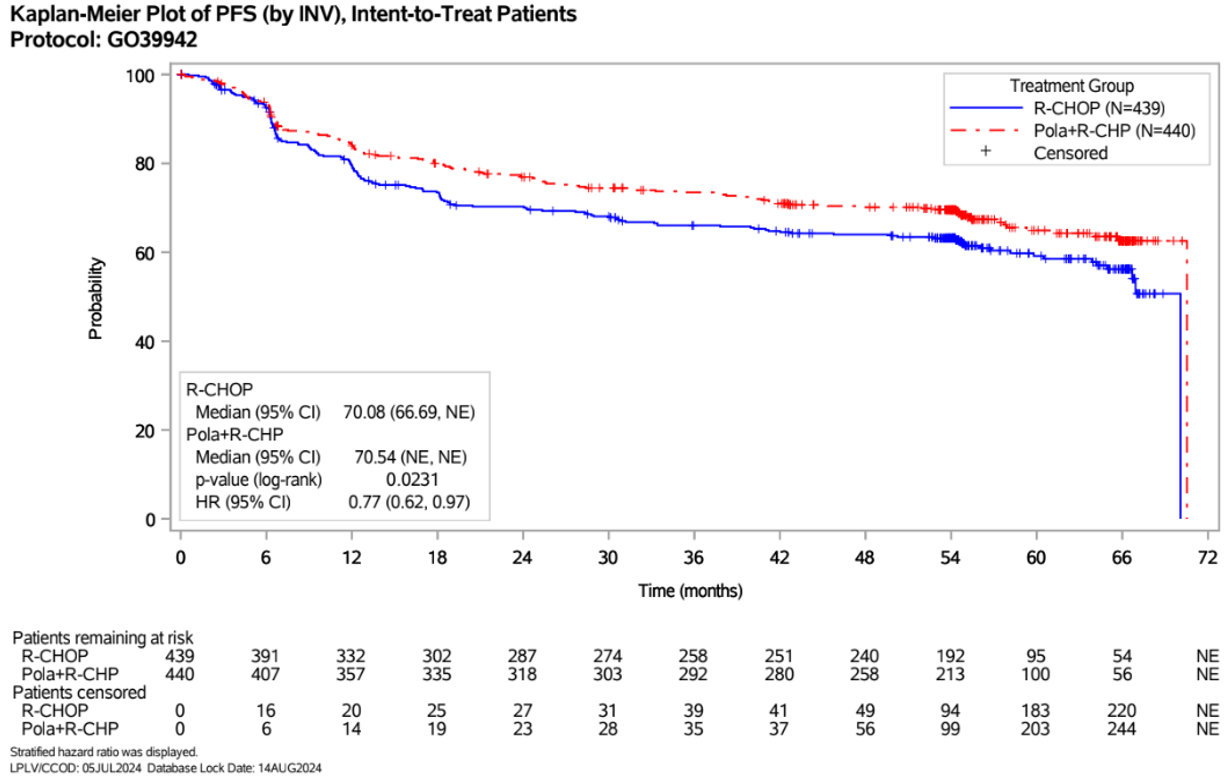 Kaplan-Meier Plot of PFS (by INV), Intent-to-Treat Patients
Protocol: GO39942
Treatment Group
R-CHOP (N=439)
Pola+R-CHP (N=440)
Censored
100
80
60
40
20
0
Probability
R-CHOP
Median (95% CI) 70.08 (66.69, NE)
Pola+R-CHP
Median (95% CI) 70.54 (NE, NE)
p-value (log-rank) 0.0231
HR (95% CI) 0.77 (0.62, 0.97)
0 6 12 18 24 30 36 42 48 54 60 66 72
Time (months)
Patients remaining at risk
R-CHOP 439 391 332 302 287 274 258 251 240 192 95 54 NE
Pola+R-CHP 440 407 357 335 318 303 292 280 258 213 100 56 NE
Patients censored
R-CHOP 0 16 20 25 27 31 39 41 49 94 183 220 NE
Pola+R-CHP 0 6 14 19 23 28 35 37 56 99 203 244 NE
Stratified hazard ratio was displayed.
LPLV/CCOD: 05JUL2024 Database Lock Date: 14AUG2024